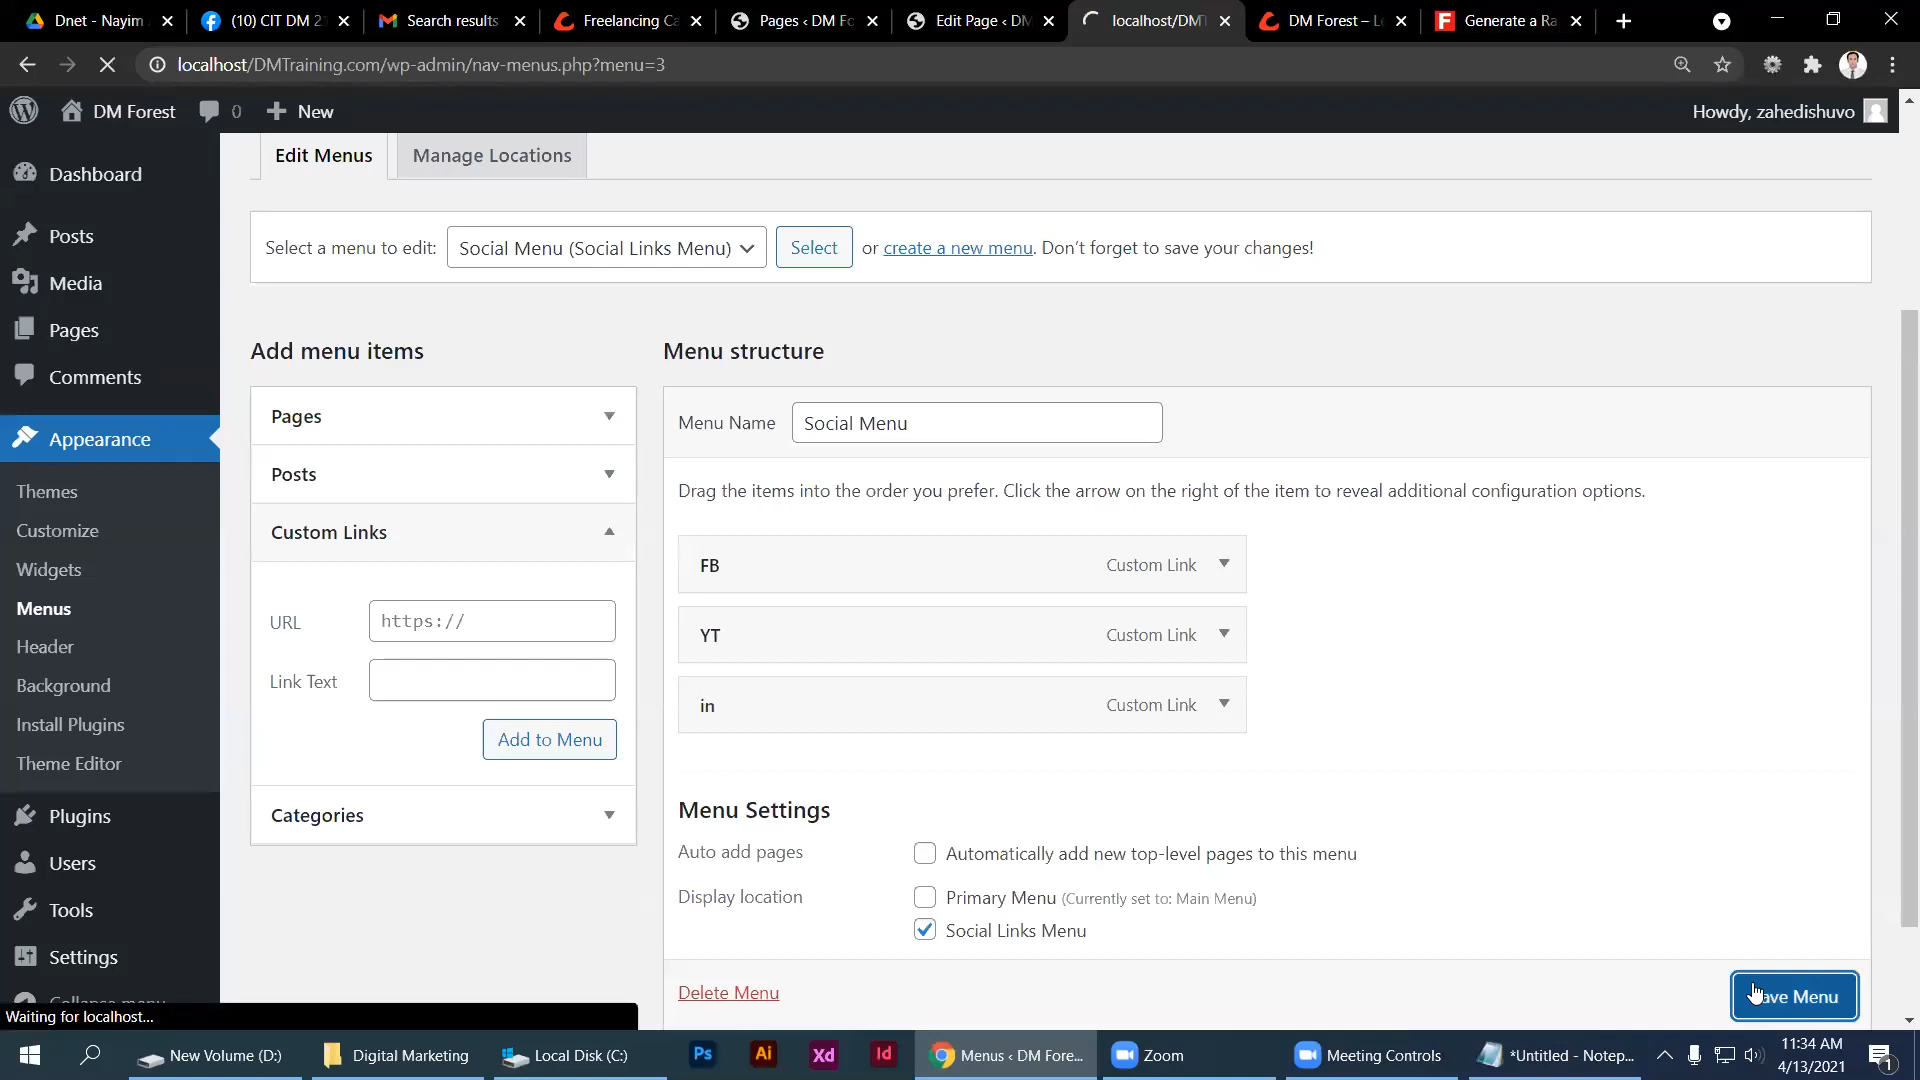 Dnet - Nayim
(10) CIT DM 2
Search results
Freelancing Ca
Pages ‹ DM Fo
Edit Page ‹ DM
localhost/DMT
DM Forest – Le
Generate a Ra
localhost/DMTraining.com/wp-admin/nav-menus.php?menu=3
DM Forest
0
New
Howdy, zahedishuvo
Dashboard
Posts
Media
Pages
Comments
Appearance
Themes
Customize
Widgets
Menus
Header
Background
Install Plugins
Theme Editor
Plugins
Users
Tools
Settings
Collapse menu
Waiting for localhost...
Edit Menus
Manage Locations
Select a menu to edit: Social Menu (Social Links Menu) Select or create a new menu. Don’t forget to save your changes!
Add menu items
Pages
Posts
Custom Links
URL https://
Link Text
Add to Menu
Categories
Menu structure
Menu Name Social Menu
Drag the items into the order you prefer. Click the arrow on the right of the item to reveal additional configuration options.
FB Custom Link
YT Custom Link
in Custom Link
Menu Settings
Auto add pages Automatically add new top-level pages to this menu
Display location Primary Menu (Currently set to: Main Menu)
Social Links Menu
Delete Menu
ave Menu
New Volume (D:)
Digital Marketing
Local Disk (C:)
Ps
Ai
Xd
Id
Menus ‹ DM Fore...
Zoom
Meeting Controls
*Untitled - Notep...
11:34 AM
4/13/2021
1